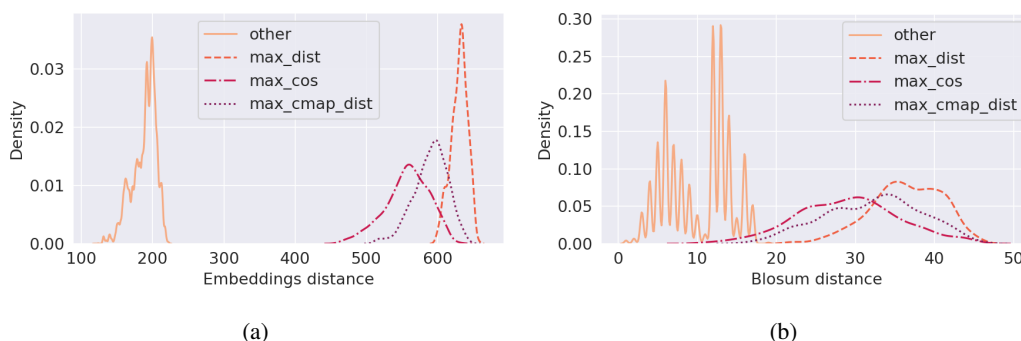 other
max_dist
max_cos
max_cmap_dist
Density
0.03
0.02
0.01
0.00
100 200 300 400 500 600
Embeddings distance
(a)
0.30
other
max_dist
max_cos
max_cmap_dist
Density
0.25
0.20
0.15
0.10
0.05
0.00
0 10 20 30 40 50
Blosum distance
(b)